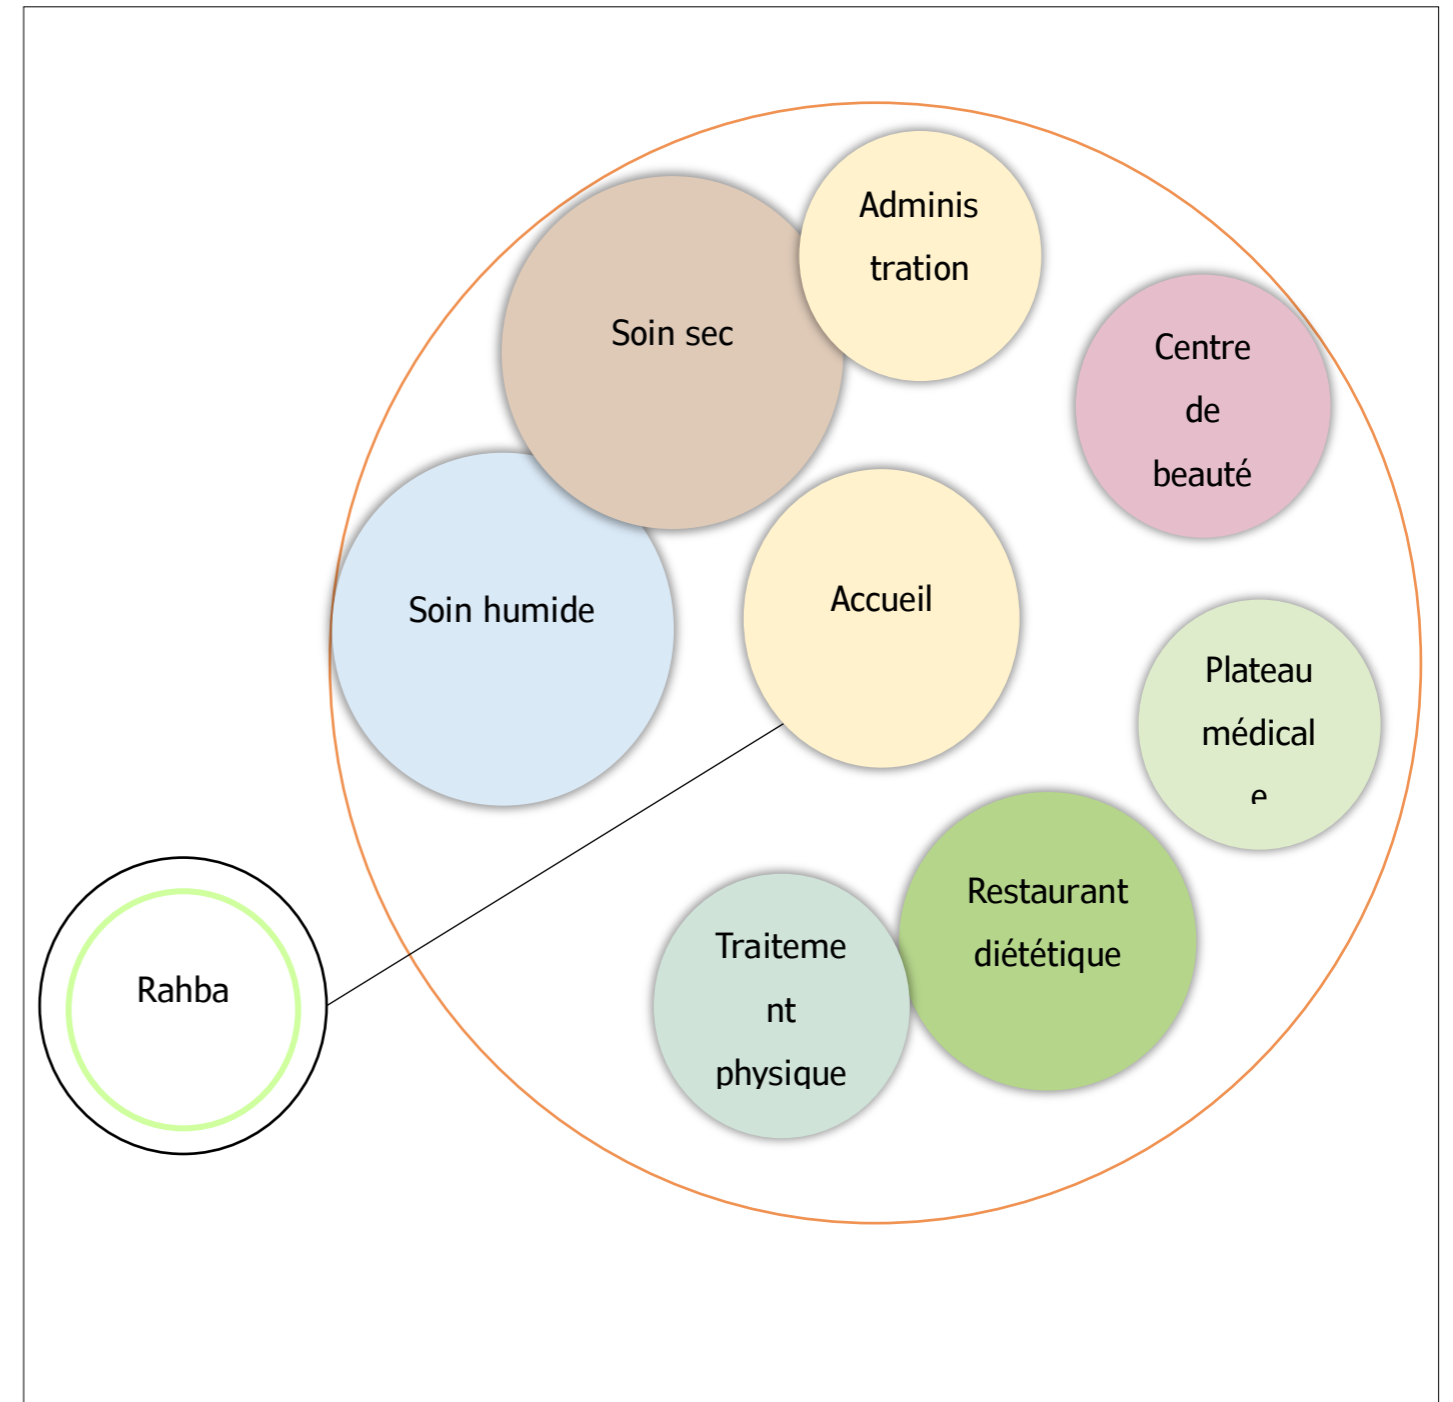 Adminis
tration
Soin sec
Centre
de
beauté
Soin humide
Accueil
Plateau
médical
e
Restaurant
diététique
Traiteme
nt
physique
Rahba